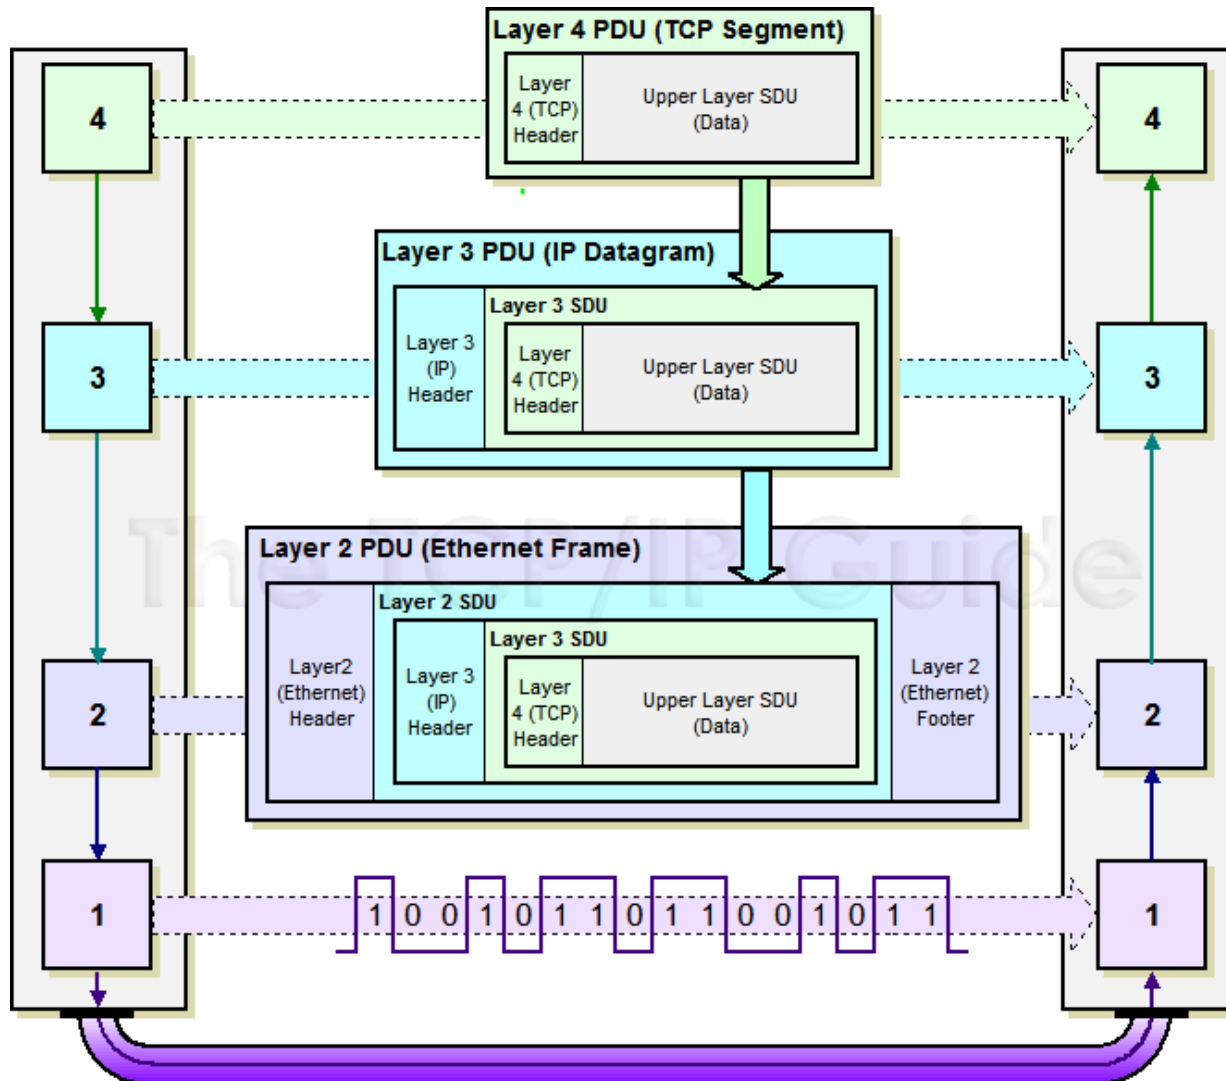 Layer 4 PDU (TCP Segment)
4
Layer
4 (TCP)
Header
Upper Layer SDU
(Data)
4
Layer 3 PDU (IP Datagram)
Layer 3 SDU
3
Layer 3
(IP)
Header
Layer
4 (TCP)
Header
Upper Layer SDU
(Data)
3
The TCP/IP Guide
Layer 2 PDU (Ethernet Frame)
Layer 2 SDU
Layer 3 SDU
2
Layer2
(Ethernet)
Header
Layer 3
(IP)
Header
Layer
4 (TCP)
Header
Upper Layer SDU
(Data)
Layer 2
(Ethernet)
Footer
2
1
1 0 0 1 0 1 1 0 1 1 0 0 1 0 1 1
1